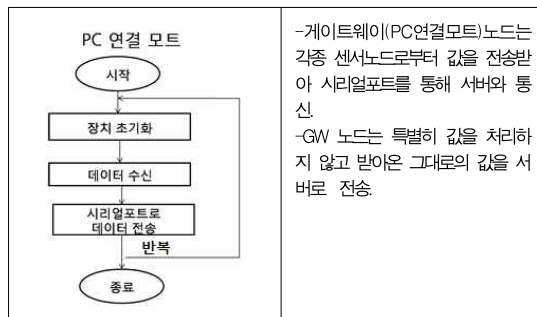 PC 연결 모트
시작
장치 초기화
데이터 수신
시리얼포트로
데이터 전송
반복
종료
-게이트웨이(PC연결모트)노드는
각종 센서노드로부터 값을 전송받
아 시리얼포트를 통해 서버와 통
신.
-GW 노드는 특별히 값을 처리하
지 않고 받아온 그대로의 값을 서
버로 전송.